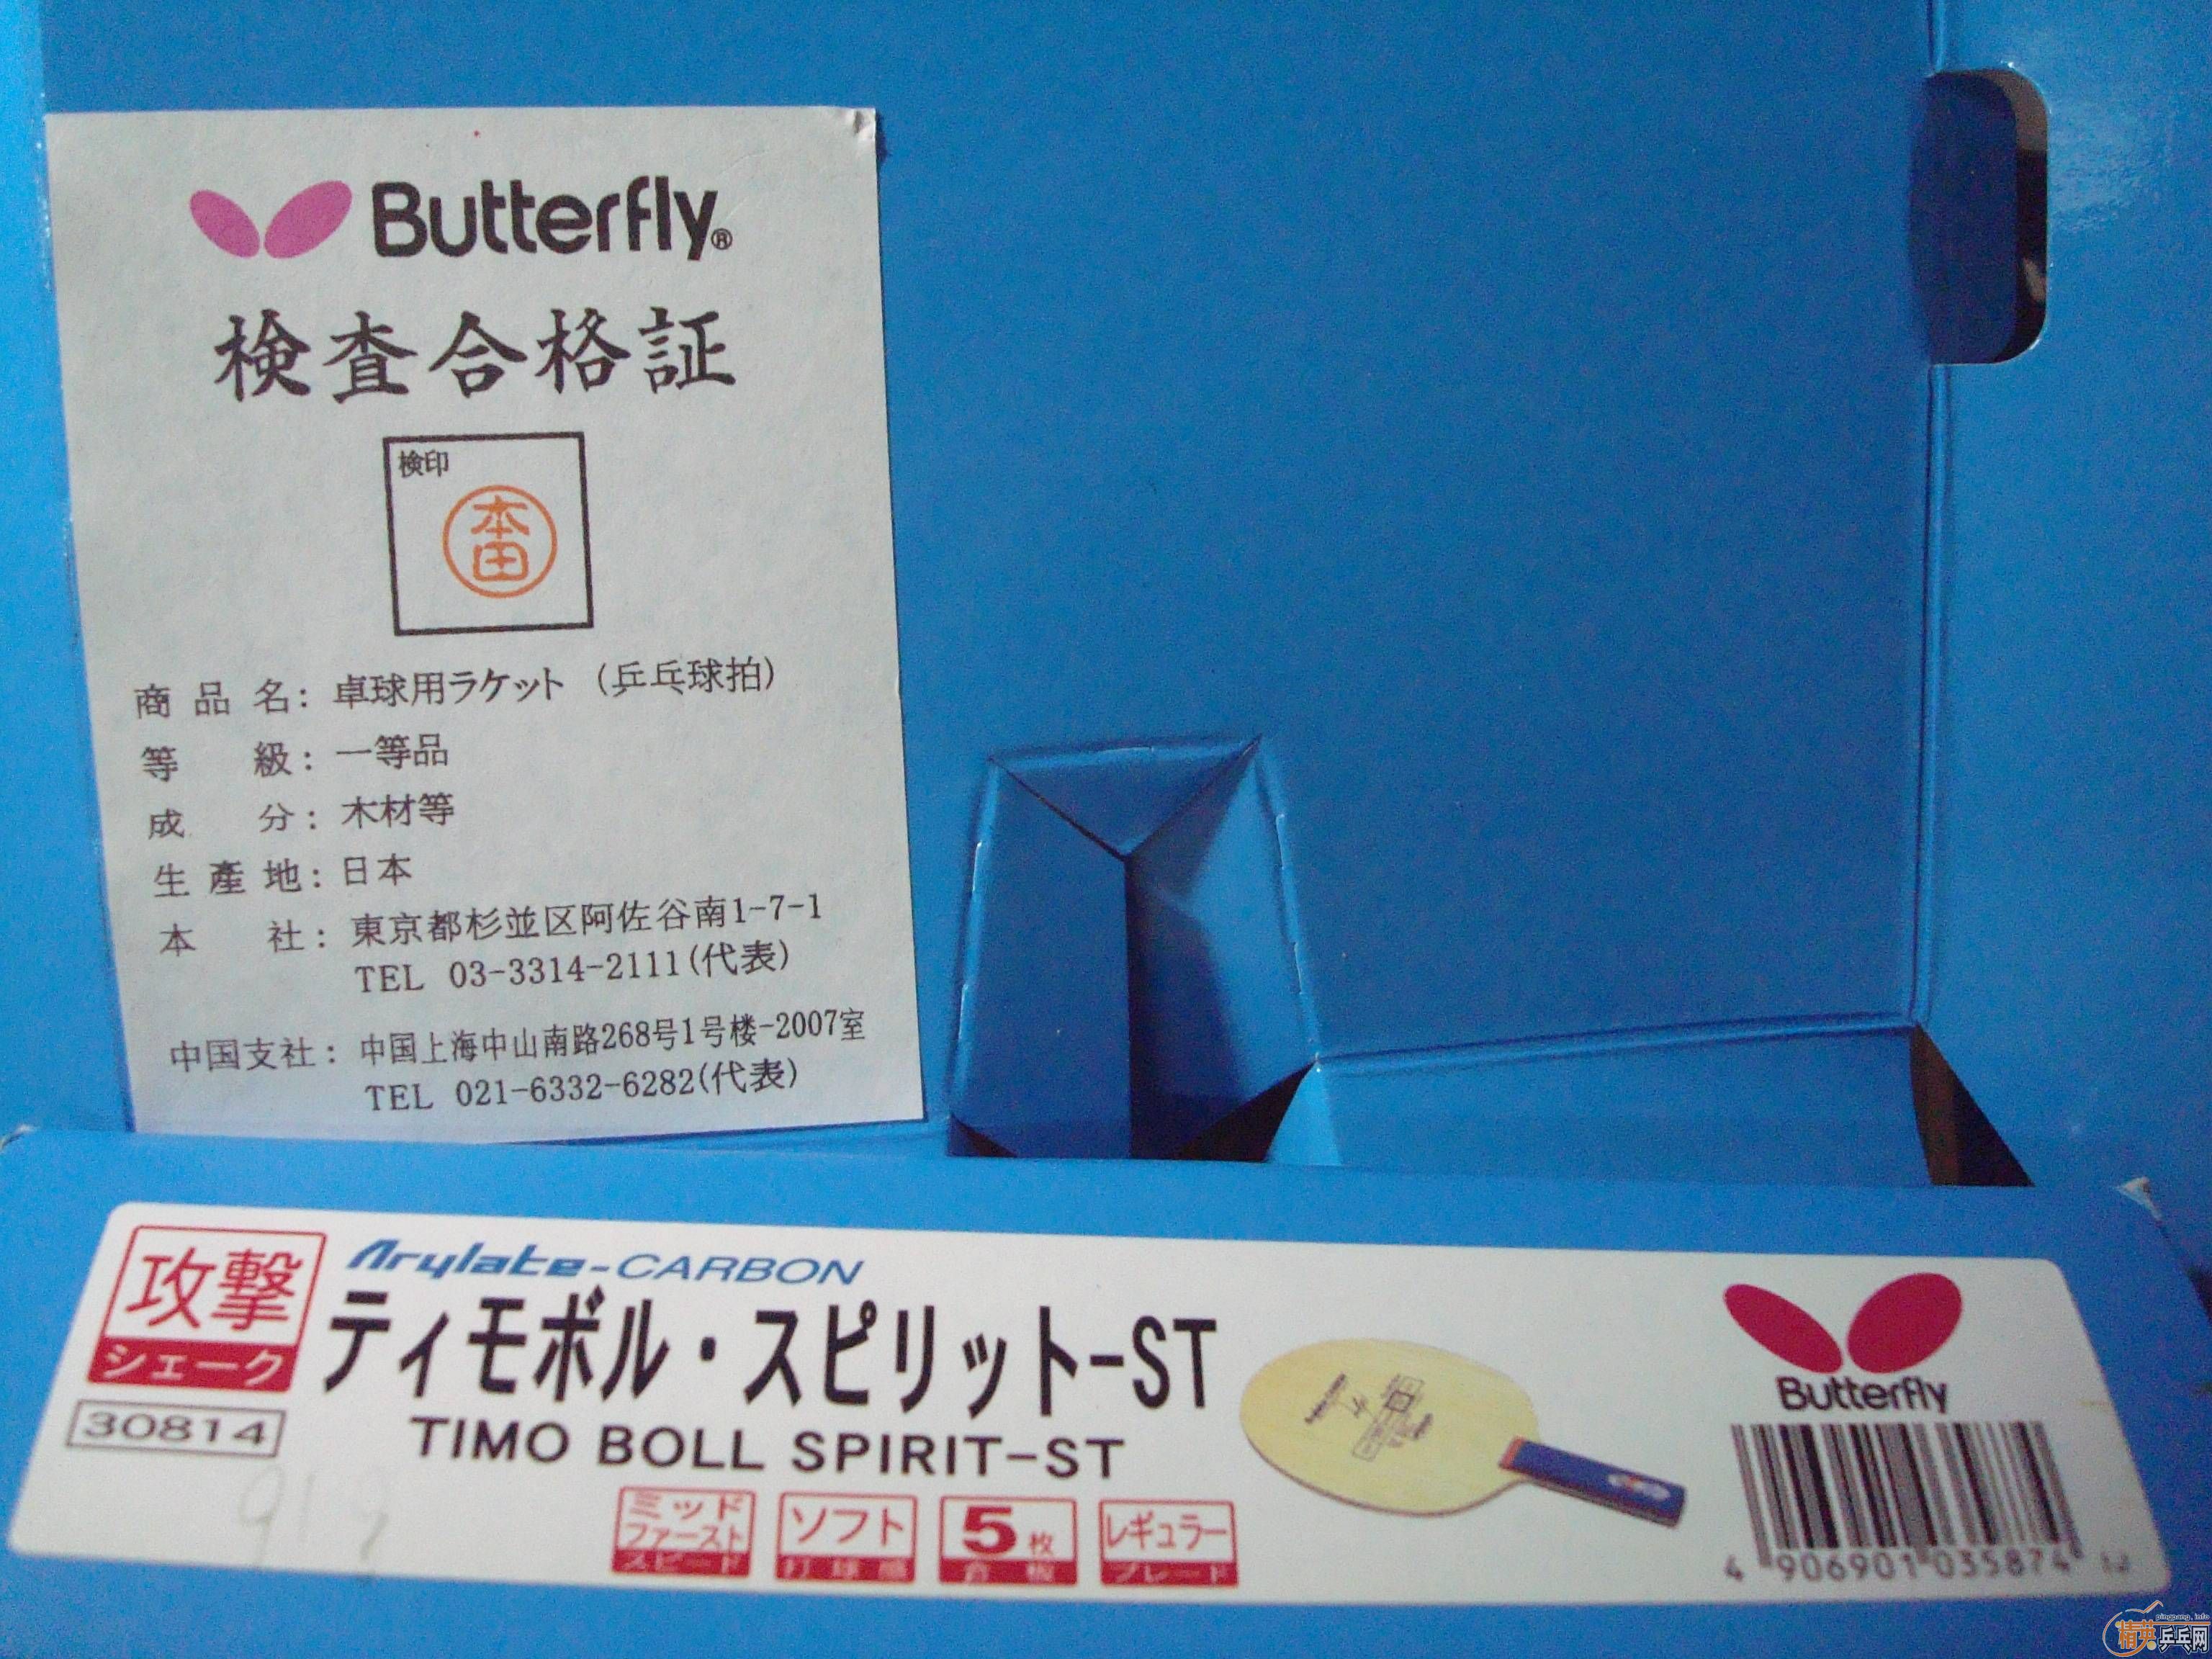 Butterfly®
検査合格証
検印
本田
商品名：卓球用ラケット（乒乓球拍）
等級：一等品
成分：木材等
生產地：日本
本社：東京都杉並区阿佐谷南1-7-1
TEL 03-3314-2111(代表)
中国支社：中国上海中山南路268号1号楼-2007室
TEL 021-6332-6282(代表)
攻撃
シェーク
30814
Arylate-CARBON
ティモボル・スピリット-ST
TIMO BOLL SPIRIT-ST
ミッド
ファースト
スピード
ソフト
打球感
5枚
合板
レギュラー
ブレード
Butterfly
4 906901 035874
918
pingpang.info
精英乒乓网